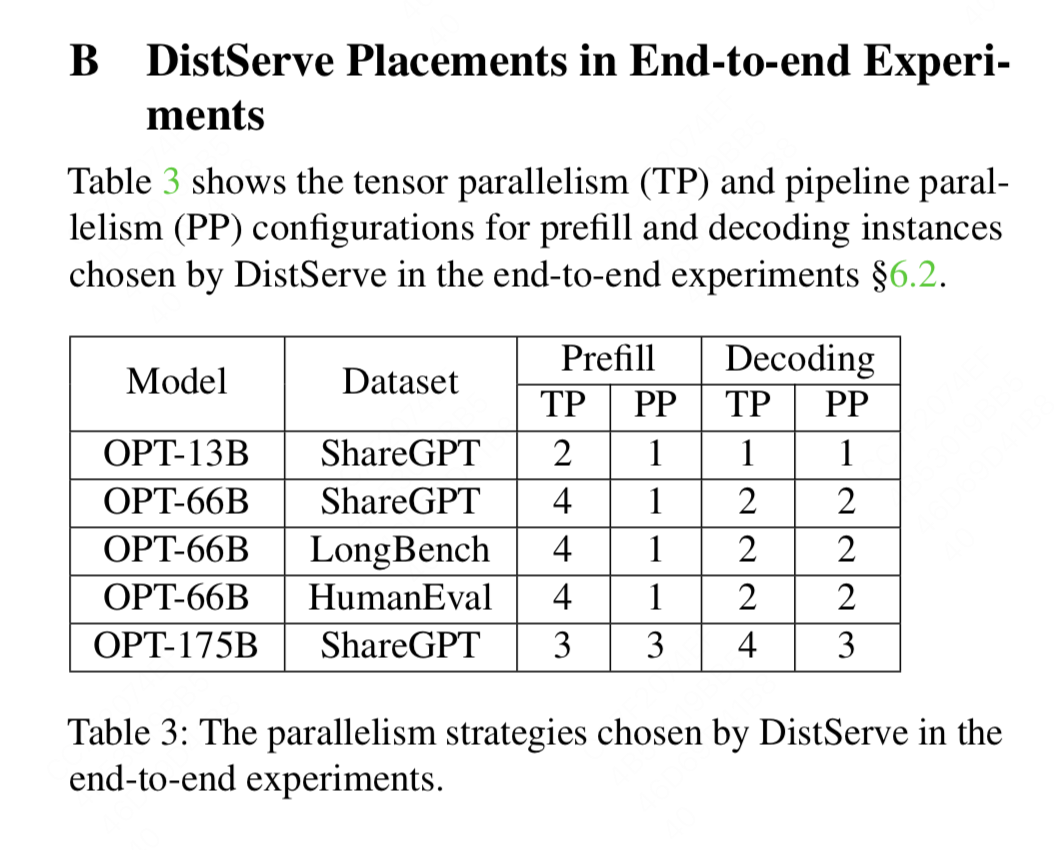 B DistServe Placements in End-to-end Experi-
ments
Table 3 shows the tensor parallelism (TP) and pipeline paral-
lelism (PP) configurations for prefill and decoding instances
chosen by DistServe in the end-to-end experiments §6.2.
Model Dataset Prefill Decoding
TP PP TP PP
OPT-13B ShareGPT 2 1 1 1
OPT-66B ShareGPT 4 1 2 2
OPT-66B LongBench 4 1 2 2
OPT-66B HumanEval 4 1 2 2
OPT-175B ShareGPT 3 3 4 3
Table 3: The parallelism strategies chosen by DistServe in the
end-to-end experiments.